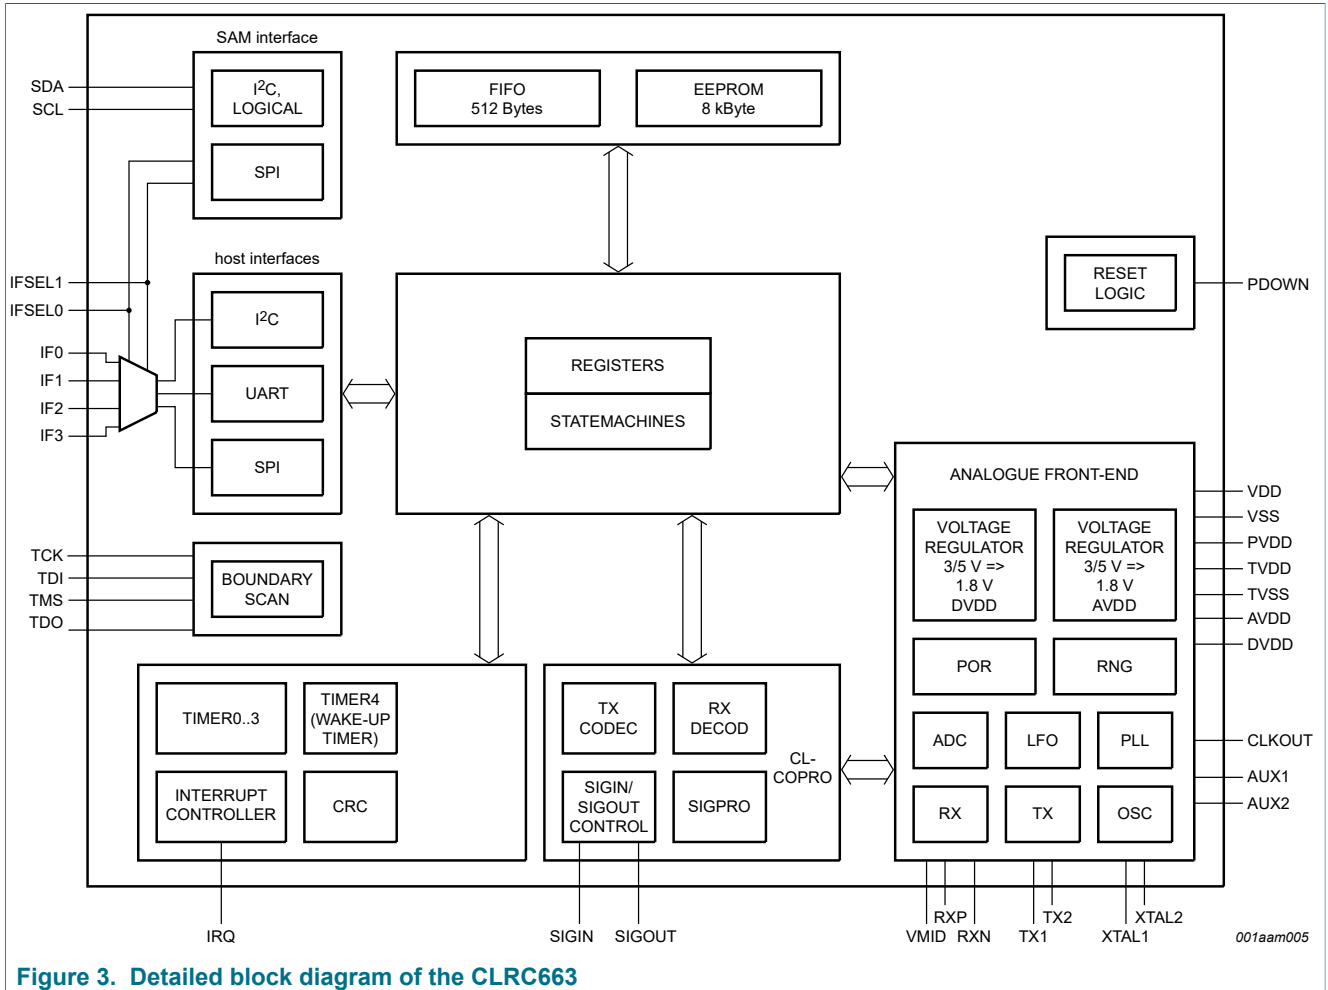 SAM interface
SDA
SCL
I2C,
LOGICAL
SPI
FIFO
512 Bytes
EEPROM
8 kByte
host interfaces
IFSEL1
IFSEL0
IF0
IF1
IF2
IF3
I2C
UART
SPI
REGISTERS
STATEMACHINES
RESET
LOGIC
PDOWN
TCK
TDI
TMS
TDO
BOUNDARY
SCAN
ANALOGUE FRONT-END
VOLTAGE
REGULATOR
3/5 V =>
1.8 V
DVDD
VOLTAGE
REGULATOR
3/5 V =>
1.8 V
AVDD
POR
RNG
ADC
LFO
PLL
RX
TX
OSC
VDD
VSS
PVDD
TVDD
TVSS
AVDD
DVDD
CLKOUT
AUX1
AUX2
TIMER0..3
TIMER4
(WAKE-UP
TIMER)
INTERRUPT
CONTROLLER
CRC
TX
CODEC
RX
DECOD
SIGIN/
SIGOUT
CONTROL
SIGPRO
CL-
COPRO
IRQ
SIGIN
SIGOUT
VMID
RXP
RXN
TX1
TX2
XTAL1
XTAL2
001aam005
Figure 3. Detailed block diagram of the CLRC663